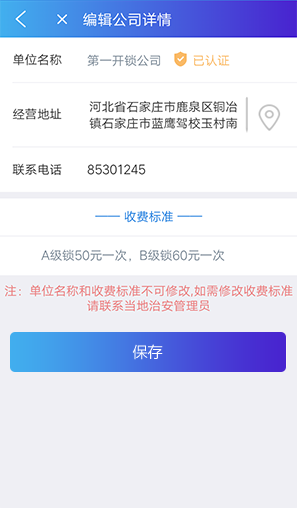 编辑公司详情
单位名称 第一开锁公司 已认证
经营地址 河北省石家庄市鹿泉区铜冶
镇石家庄市蓝鹰驾校玉村南
联系电话 85301245
收费标准
A级锁50元一次，B级锁60元一次
注：单位名称和收费标准不可修改,如需修改收费标准
请联系当地治安管理员
保存